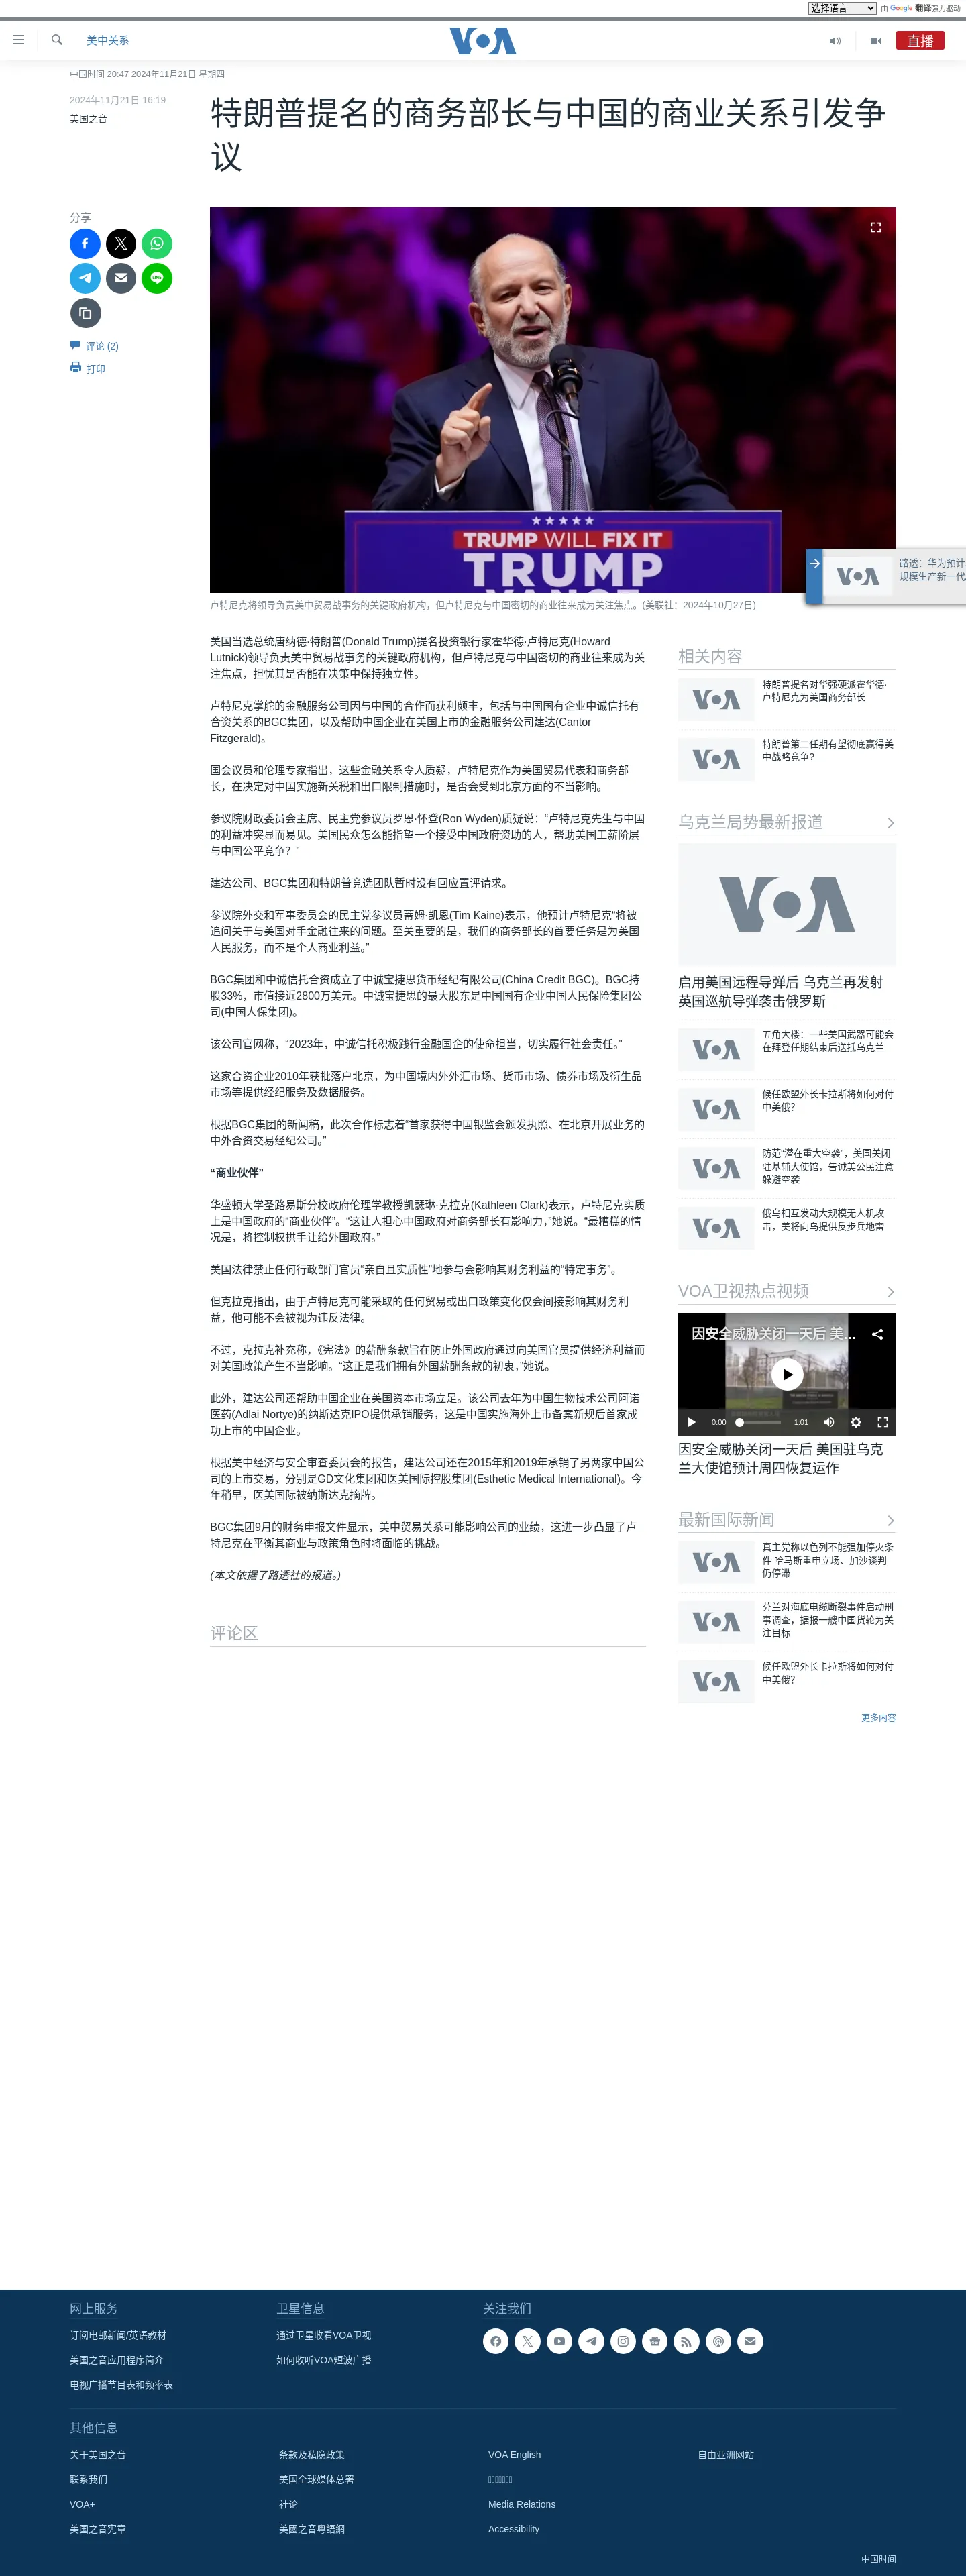 选择语言 由 Google 翻译强力驱动
美中关系
VOA
直播
中国时间 20:47 2024年11月21日 星期四
2024年11月21日 16:19
美国之音
特朗普提名的商务部长与中国的商业关系引发争
议
分享
评论 (2)
打印
TRUMP WILL FIX IT
TRUMP
VANCE
路透：华为预计
规模生产新一代
卢特尼克将领导负责美中贸易战事务的关键政府机构，但卢特尼克与中国密切的商业往来成为关注焦点。(美联社：2024年10月27日)
美国当选总统唐纳德·特朗普(Donald Trump)提名投资银行家霍华德·卢特尼克(Howard
Lutnick)领导负责美中贸易战事务的关键政府机构，但卢特尼克与中国密切的商业往来成为关
注焦点，担忧其是否能在决策中保持独立性。
卢特尼克掌舵的金融服务公司因与中国的合作而获利颇丰，包括与中国国有企业中诚信托有
合资关系的BGC集团，以及帮助中国企业在美国上市的金融服务公司建达(Cantor
Fitzgerald)。
国会议员和伦理专家指出，这些金融关系令人质疑，卢特尼克作为美国贸易代表和商务部
长，在决定对中国实施新关税和出口限制措施时，是否会受到北京方面的不当影响。
参议院财政委员会主席、民主党参议员罗恩·怀登(Ron Wyden)质疑说：“卢特尼克先生与中国
的利益冲突显而易见。美国民众怎么能指望一个接受中国政府资助的人，帮助美国工薪阶层
与中国公平竞争？”
建达公司、BGC集团和特朗普竞选团队暂时没有回应置评请求。
参议院外交和军事委员会的民主党参议员蒂姆·凯恩(Tim Kaine)表示，他预计卢特尼克“将被
追问关于与美国对手金融往来的问题。至关重要的是，我们的商务部长的首要任务是为美国
人民服务，而不是个人商业利益。”
BGC集团和中诚信托合资成立了中诚宝捷思货币经纪有限公司(China Credit BGC)。BGC持
股33%，市值接近2800万美元。中诚宝捷思的最大股东是中国国有企业中国人民保险集团公
司(中国人保集团)。
该公司官网称，“2023年，中诚信托积极践行金融国企的使命担当，切实履行社会责任。”
这家合资企业2010年获批落户北京，为中国境内外外汇市场、货币市场、债券市场及衍生品
市场等提供经纪服务及数据服务。
根据BGC集团的新闻稿，此次合作标志着“首家获得中国银监会颁发执照、在北京开展业务的
中外合资交易经纪公司。”
“商业伙伴”
华盛顿大学圣路易斯分校政府伦理学教授凯瑟琳·克拉克(Kathleen Clark)表示，卢特尼克实质
上是中国政府的“商业伙伴”。“这让人担心中国政府对商务部长有影响力，”她说。“最糟糕的情
况是，将控制权拱手让给外国政府。”
美国法律禁止任何行政部门官员“亲自且实质性”地参与会影响其财务利益的“特定事务”。
但克拉克指出，由于卢特尼克可能采取的任何贸易或出口政策变化仅会间接影响其财务利
益，他可能不会被视为违反法律。
不过，克拉克补充称，《宪法》的薪酬条款旨在防止外国政府通过向美国官员提供经济利益而
对美国政策产生不当影响。“这正是我们拥有外国薪酬条款的初衷，”她说。
此外，建达公司还帮助中国企业在美国资本市场立足。该公司去年为中国生物技术公司阿诺
医药(Adlai Nortye)的纳斯达克IPO提供承销服务，这是中国实施海外上市备案新规后首家成
功上市的中国企业。
根据美中经济与安全审查委员会的报告，建达公司还在2015年和2019年承销了另两家中国公
司的上市交易，分别是GD文化集团和医美国际控股集团(Esthetic Medical International)。今
年稍早，医美国际被纳斯达克摘牌。
BGC集团9月的财务申报文件显示，美中贸易关系可能影响公司的业绩，这进一步凸显了卢
特尼克在平衡其商业与政策角色时将面临的挑战。
(本文依据了路透社的报道。)
评论区
相关内容
特朗普提名对华强硬派霍华德·
卢特尼克为美国商务部长
特朗普第二任期有望彻底赢得美
中战略竞争?
乌克兰局势最新报道
VOA
启用美国远程导弹后 乌克兰再发射
英国巡航导弹袭击俄罗斯
五角大楼：一些美国武器可能会
在拜登任期结束后送抵乌克兰
候任欧盟外长卡拉斯将如何对付
中美俄？
防范“潜在重大空袭”，美国关闭
驻基辅大使馆，告诫美公民注意
躲避空袭
俄乌相互发动大规模无人机攻
击，美将向乌提供反步兵地雷
VOA卫视热点视频
因安全威胁关闭一天后 美...
0:00 1:01
因安全威胁关闭一天后 美国驻乌克
兰大使馆预计周四恢复运作
最新国际新闻
真主党称以色列不能强加停火条
件 哈马斯重申立场、加沙谈判
仍停滞
芬兰对海底电缆断裂事件启动刑
事调查，据报一艘中国货轮为关
注目标
候任欧盟外长卡拉斯将如何对付
中美俄？
更多内容
网上服务
订阅电邮新闻/英语教材
美国之音应用程序简介
电视广播节目表和频率表
卫星信息
通过卫星收看VOA卫视
如何收听VOA短波广播
关注我们
其他信息
关于美国之音
联系我们
VOA+
美国之音宪章
条款及私隐政策
美国全球媒体总署
社论
美國之音粵語網
VOA English
Media Relations
Accessibility
自由亚洲网站
中国时间